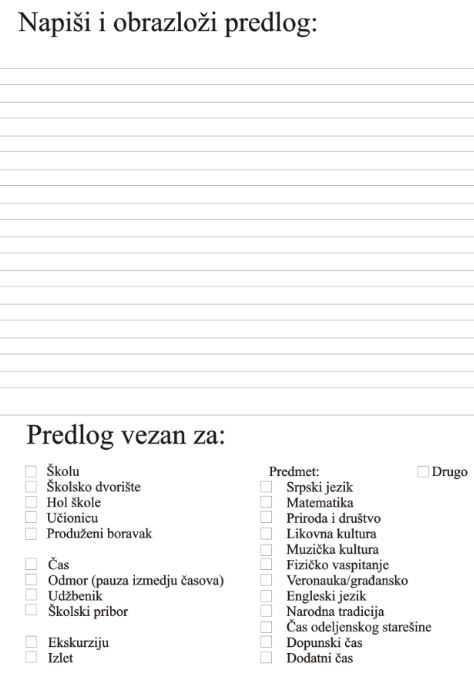 Napiši i obrazloži predlog:
Predlog vezan za:
Školu
Školsko dvorište
Hol škole
Učionicu
Produženi boravak
Čas
Odmor (pauza izmedju časova)
Udžbenik
Školski pribor
Ekskurziju
Izlet
Predmet:
Srpski jezik
Matematika
Priroda i društvo
Likovna kultura
Muzička kultura
Fizičko vaspitanje
Veronauka/građansko
Engleski jezik
Narodna tradicija
Čas odeljenskog starešine
Dopunski čas
Dodatni čas
Drugo